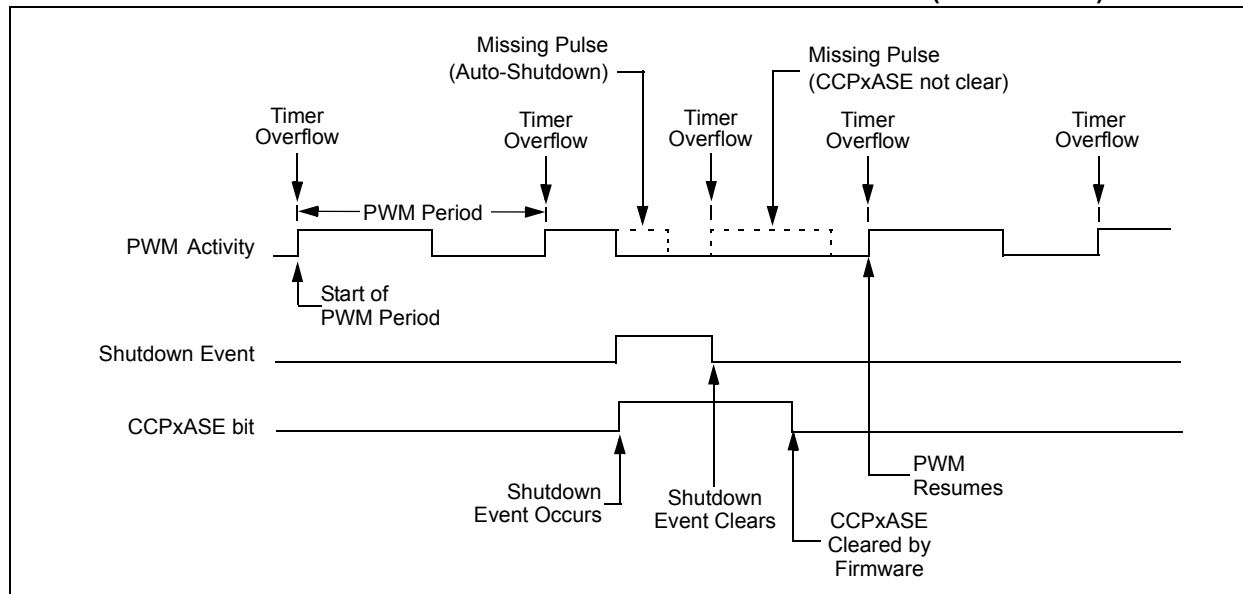 Missing Pulse
(Auto-Shutdown)
Missing Pulse
(CCPxASE not clear)
Timer
Overflow
Timer
Overflow
Timer
Overflow
Timer
Overflow
Timer
Overflow
PWM Period
PWM Activity
Start of
PWM Period
Shutdown Event
CCPxASE bit
Shutdown
Event Occurs
Shutdown
Event Clears
CCPxASE
Cleared by
Firmware
PWM
Resumes